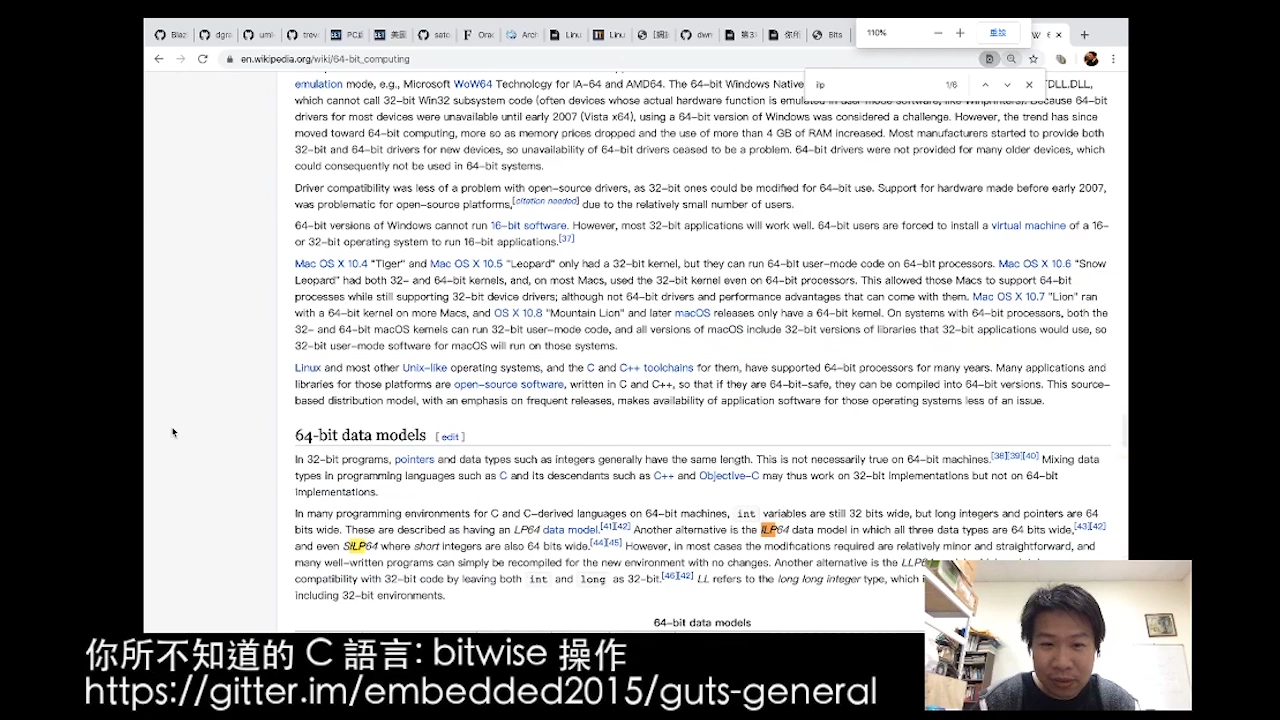 Blaz
dgra
uml-
trev
PC
美國
sato
Ora
Arch
Linu
Linu
dwn
第3
你所
Bits
110%
重設
en.wikipedia.org/wiki/64-bit_computing
ilp
1/6
emulation mode, e.g., Microsoft WoW64 Technology for IA-64 and AMD64. The 64-bit Windows Native
TDLL.DLL,
which cannot call 32-bit Win32 subsystem code (often devices whose actual hardware function is emulated in user mode software, like Winprinters). Because 64-bit
drivers for most devices were unavailable until early 2007 (Vista x64), using a 64-bit version of Windows was considered a challenge. However, the trend has since
moved toward 64-bit computing, more so as memory prices dropped and the use of more than 4 GB of RAM increased. Most manufacturers started to provide both
32-bit and 64-bit drivers for new devices, so unavailability of 64-bit drivers ceased to be a problem. 64-bit drivers were not provided for many older devices, which
could consequently not be used in 64-bit systems.
Driver compatibility was less of a problem with open-source drivers, as 32-bit ones could be modified for 64-bit use. Support for hardware made before early 2007,
was problematic for open-source platforms,[citation needed] due to the relatively small number of users.
64-bit versions of Windows cannot run 16-bit software. However, most 32-bit applications will work well. 64-bit users are forced to install a virtual machine of a 16-
or 32-bit operating system to run 16-bit applications.[37]
Mac OS X 10.4 "Tiger" and Mac OS X 10.5 "Leopard" only had a 32-bit kernel, but they can run 64-bit user-mode code on 64-bit processors. Mac OS X 10.6 "Snow
Leopard" had both 32- and 64-bit kernels, and, on most Macs, used the 32-bit kernel even on 64-bit processors. This allowed those Macs to support 64-bit
processes while still supporting 32-bit device drivers; although not 64-bit drivers and performance advantages that can come with them. Mac OS X 10.7 "Lion" ran
with a 64-bit kernel on more Macs, and OS X 10.8 "Mountain Lion" and later macOS releases only have a 64-bit kernel. On systems with 64-bit processors, both the
32- and 64-bit macOS kernels can run 32-bit user-mode code, and all versions of macOS include 32-bit versions of libraries that 32-bit applications would use, so
32-bit user-mode software for macOS will run on those systems.
Linux and most other Unix-like operating systems, and the C and C++ toolchains for them, have supported 64-bit processors for many years. Many applications and
libraries for those platforms are open-source software, written in C and C++, so that if they are 64-bit-safe, they can be compiled into 64-bit versions. This source-
based distribution model, with an emphasis on frequent releases, makes availability of application software for those operating systems less of an issue.
64-bit data models [ edit ]
In 32-bit programs, pointers and data types such as integers generally have the same length. This is not necessarily true on 64-bit machines.[38][39][40] Mixing data
types in programming languages such as C and its descendants such as C++ and Objective-C may thus work on 32-bit implementations but not on 64-bit
implementations.
In many programming environments for C and C-derived languages on 64-bit machines, int variables are still 32 bits wide, but long integers and pointers are 64
bits wide. These are described as having an LP64 data model.[41][42] Another alternative is the ILP64 data model in which all three data types are 64 bits wide,[43][42]
and even SILP64 where short integers are also 64 bits wide.[44][45] However, in most cases the modifications required are relatively minor and straightforward, and
many well-written programs can simply be recompiled for the new environment with no changes. Another alternative is the LLP
compatibility with 32-bit code by leaving both int and long as 32-bit.[46][42] LL refers to the long long integer type, which i
including 32-bit environments.
64-bit data models
你所不知道的 C 語言: bitwise 操作
https://gitter.im/embedded2015/guts-general